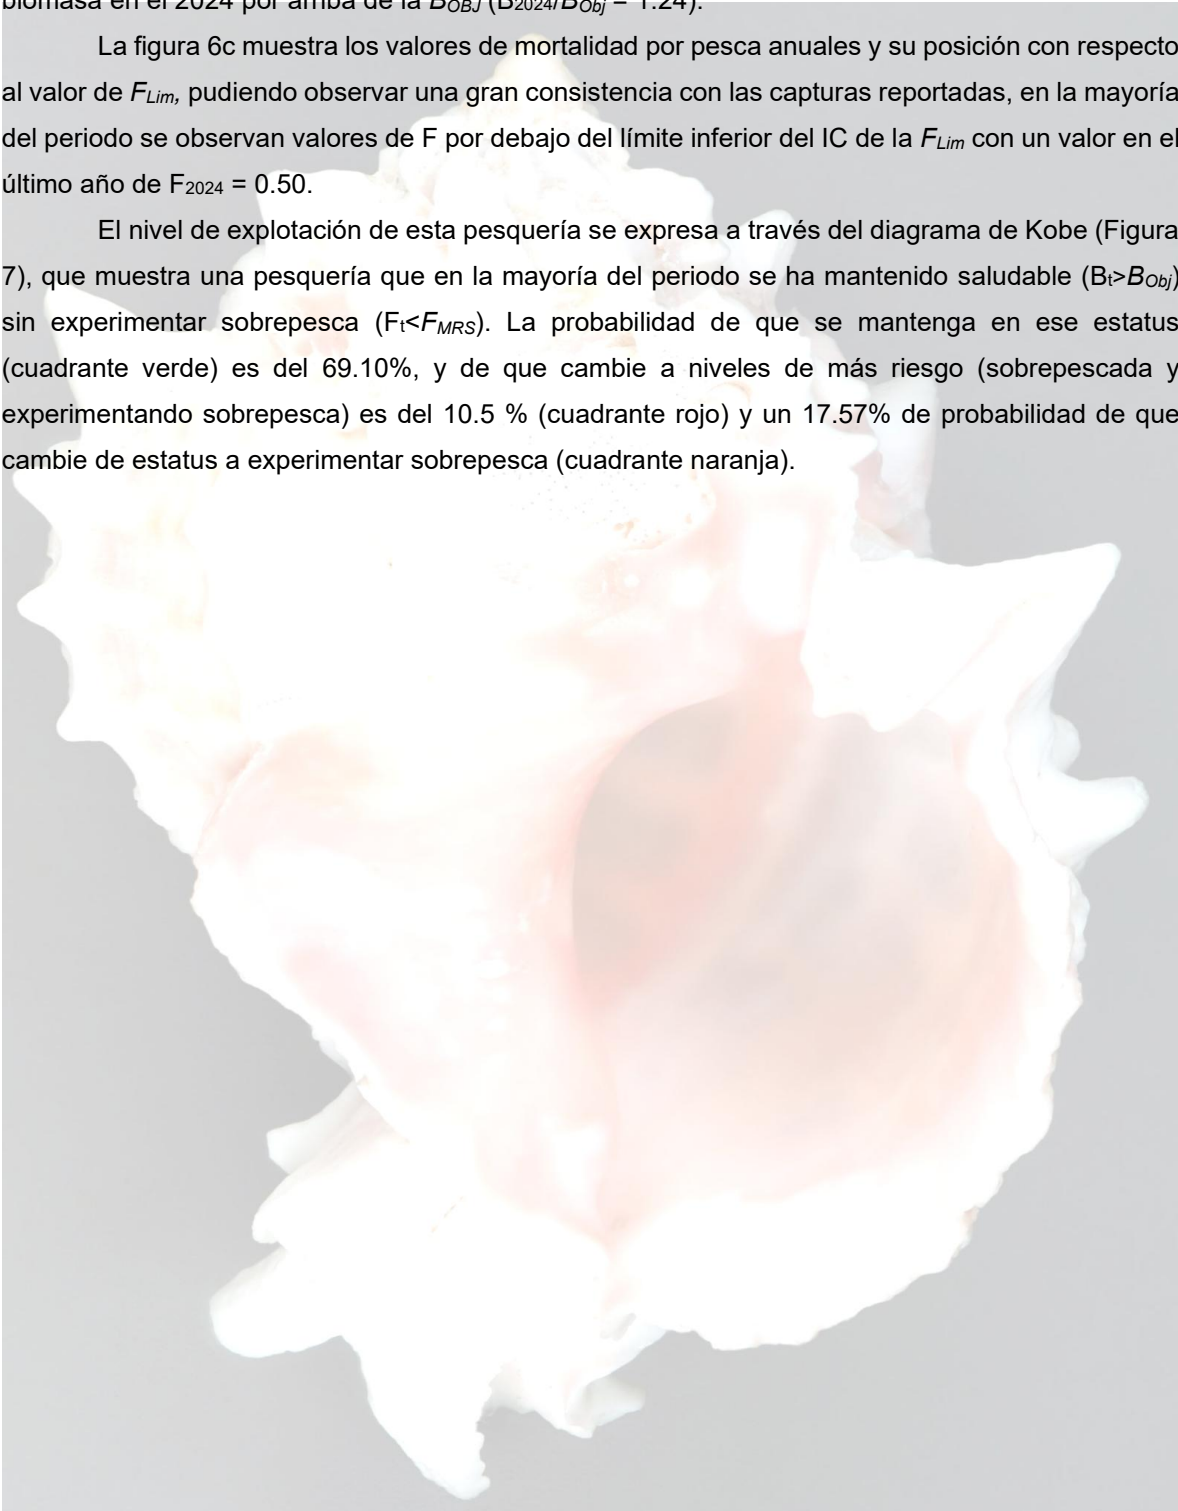 biomasa en el 2024 por arriba de la BOBJ (B2024/BObj = 1.24).
La figura 6c muestra los valores de mortalidad por pesca anuales y su posición con respecto
al valor de FLim, pudiendo observar una gran consistencia con las capturas reportadas, en la mayoría
del periodo se observan valores de F por debajo del límite inferior del IC de la FLim con un valor en el
último año de F2024 = 0.50.
El nivel de explotación de esta pesquería se expresa a través del diagrama de Kobe (Figura
7), que muestra una pesquería que en la mayoría del periodo se ha mantenido saludable (Bt>BObj)
sin experimentar sobrepesca (Ft<FMRS). La probabilidad de que se mantenga en ese estatus
(cuadrante verde) es del 69.10%, y de que cambie a niveles de más riesgo (sobrepescada y
experimentando sobrepesca) es del 10.5 % (cuadrante rojo) y un 17.57% de probabilidad de que
cambie de estatus a experimentar sobrepesca (cuadrante naranja).